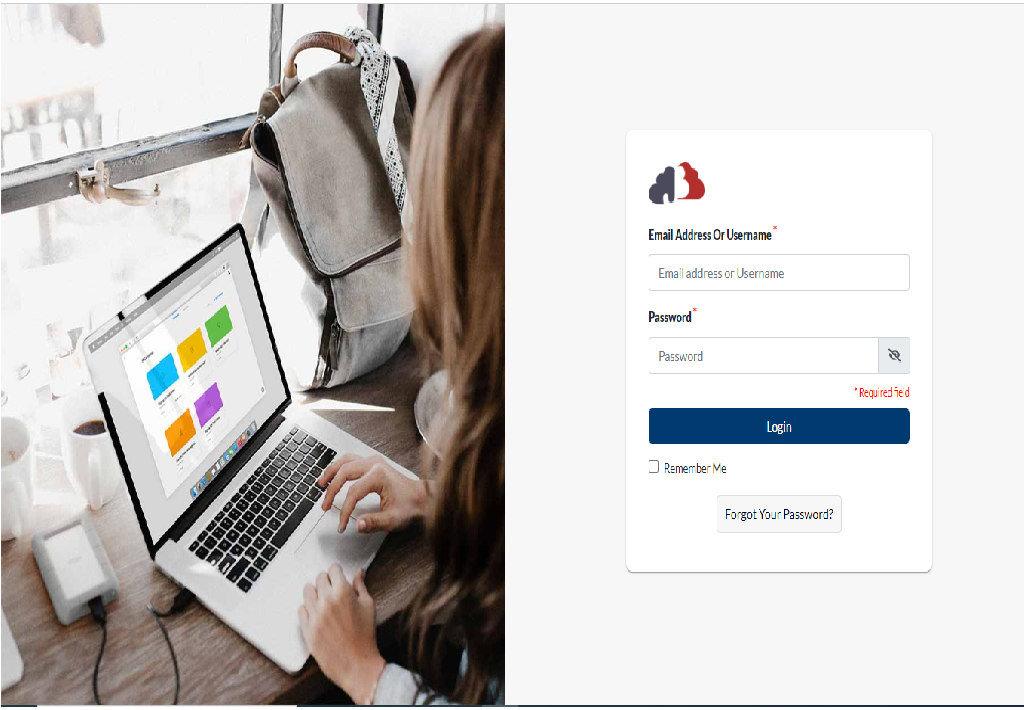 Email Address Or Username*
Email address or Username
Password*
Password
* Required field
Login
Remember Me
Forgot Your Password?